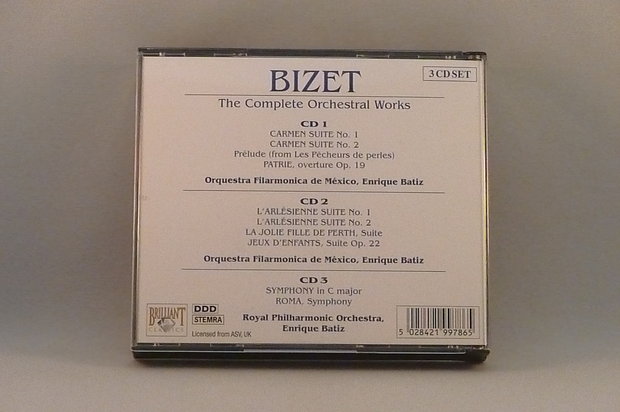 BIZET
3 CD SET
The Complete Orchestral Works
CD 1
CARMEN SUITE No. 1
CARMEN SUITE No. 2
Prélude (from Les Pêcheurs de perles)
PATRIE, overture Op. 19
Orquestra Filarmonica de México, Enrique Batiz
CD 2
L'ARLÉSIENNE SUITE No. 1
L'ARLÉSIENNE SUITE No. 2
LA JOLIE FILLE DE PERTH, Suite
JEUX D'ENFANTS, Suite Op. 22
Orquestra Filarmonica de México, Enrique Batiz
CD 3
SYMPHONY in C major
ROMA, Symphony
Royal Philharmonic Orchestra,
Enrique Batiz
BRILLIANT
CLASSICS
DDD
STEMRA
Licensed from ASV, UK
5 028421 997865